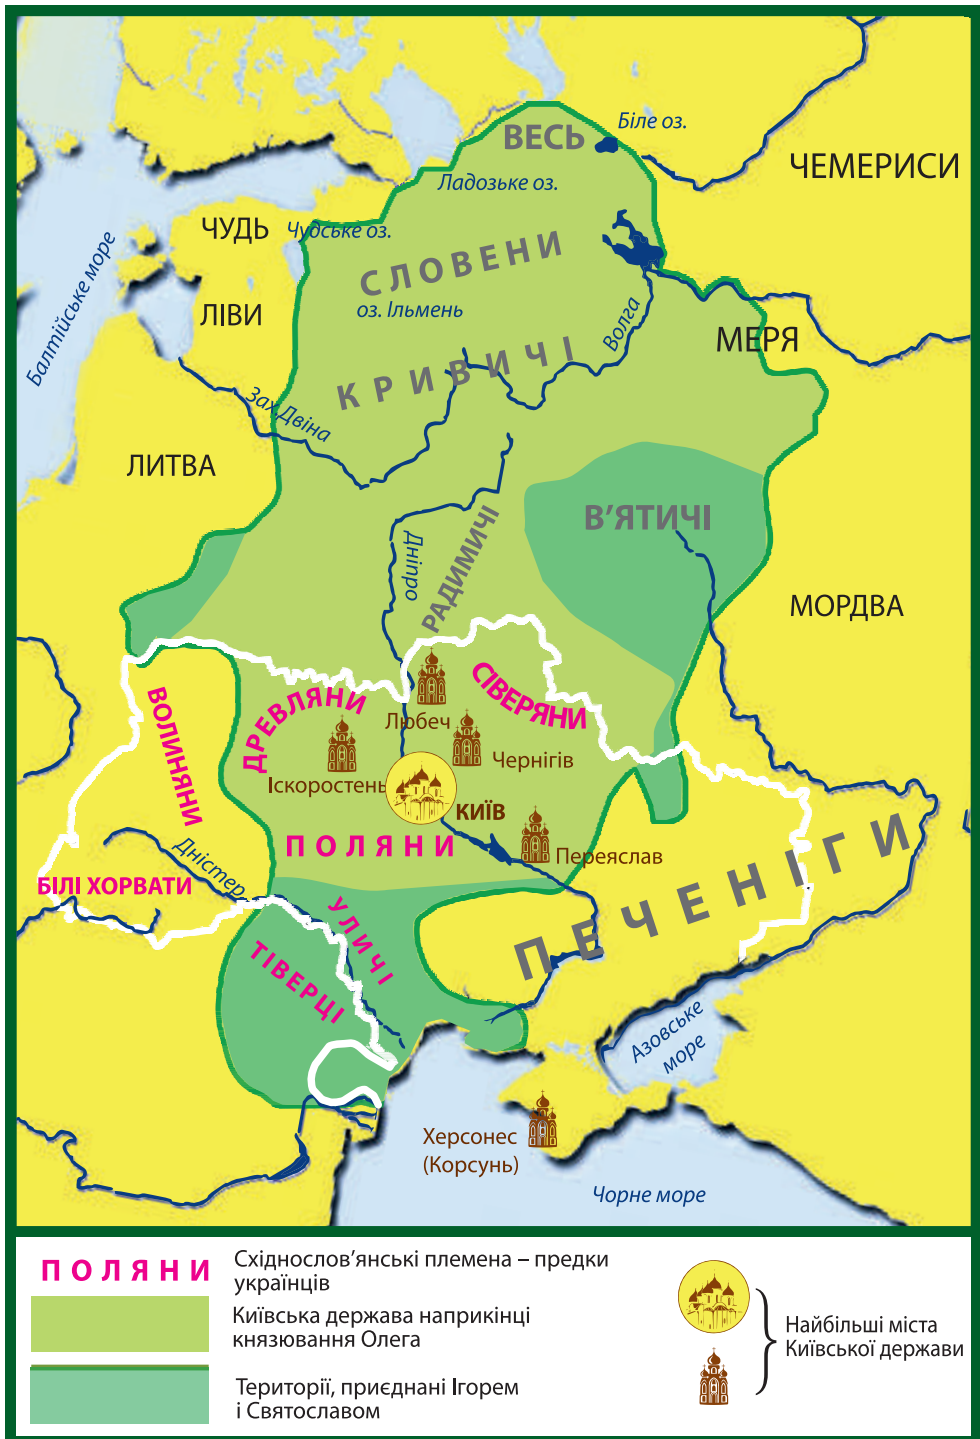 ВЕСЬ
Біле оз.
ЧЕМЕРИСИ
Ладозьке оз.
ЧУДЬ
Чудське оз.
СЛОВЕНИ
Балтійське море
ЛІВИ
оз. Ільмень
Волга
МЕРЯ
КРИВИЧІ
Зах.Двіна
ЛИТВА
В’ЯТИЧІ
Дніпро
РАДИМИЧІ
МОРДВА
ВОЛИНЯНИ
ДРЕВЛЯНИ
СІВЕРЯНИ
Любеч
Чернігів
Іскоростень
КИЇВ
ПОЛЯНИ
Переяслав
Дністер
БІЛІ ХОРВАТИ
ПЕЧЕНІГИ
УЛИЧІ
ТІВЕРЦІ
Азовське
море
Херсонес
(Корсунь)
Чорне море
ПОЛЯНИ
Східнослов’янські племена – предки
українців
Київська держава наприкінці
князювання Олега
Території, приєднані Ігорем
і Святославом
Найбільші міста
Київської держави